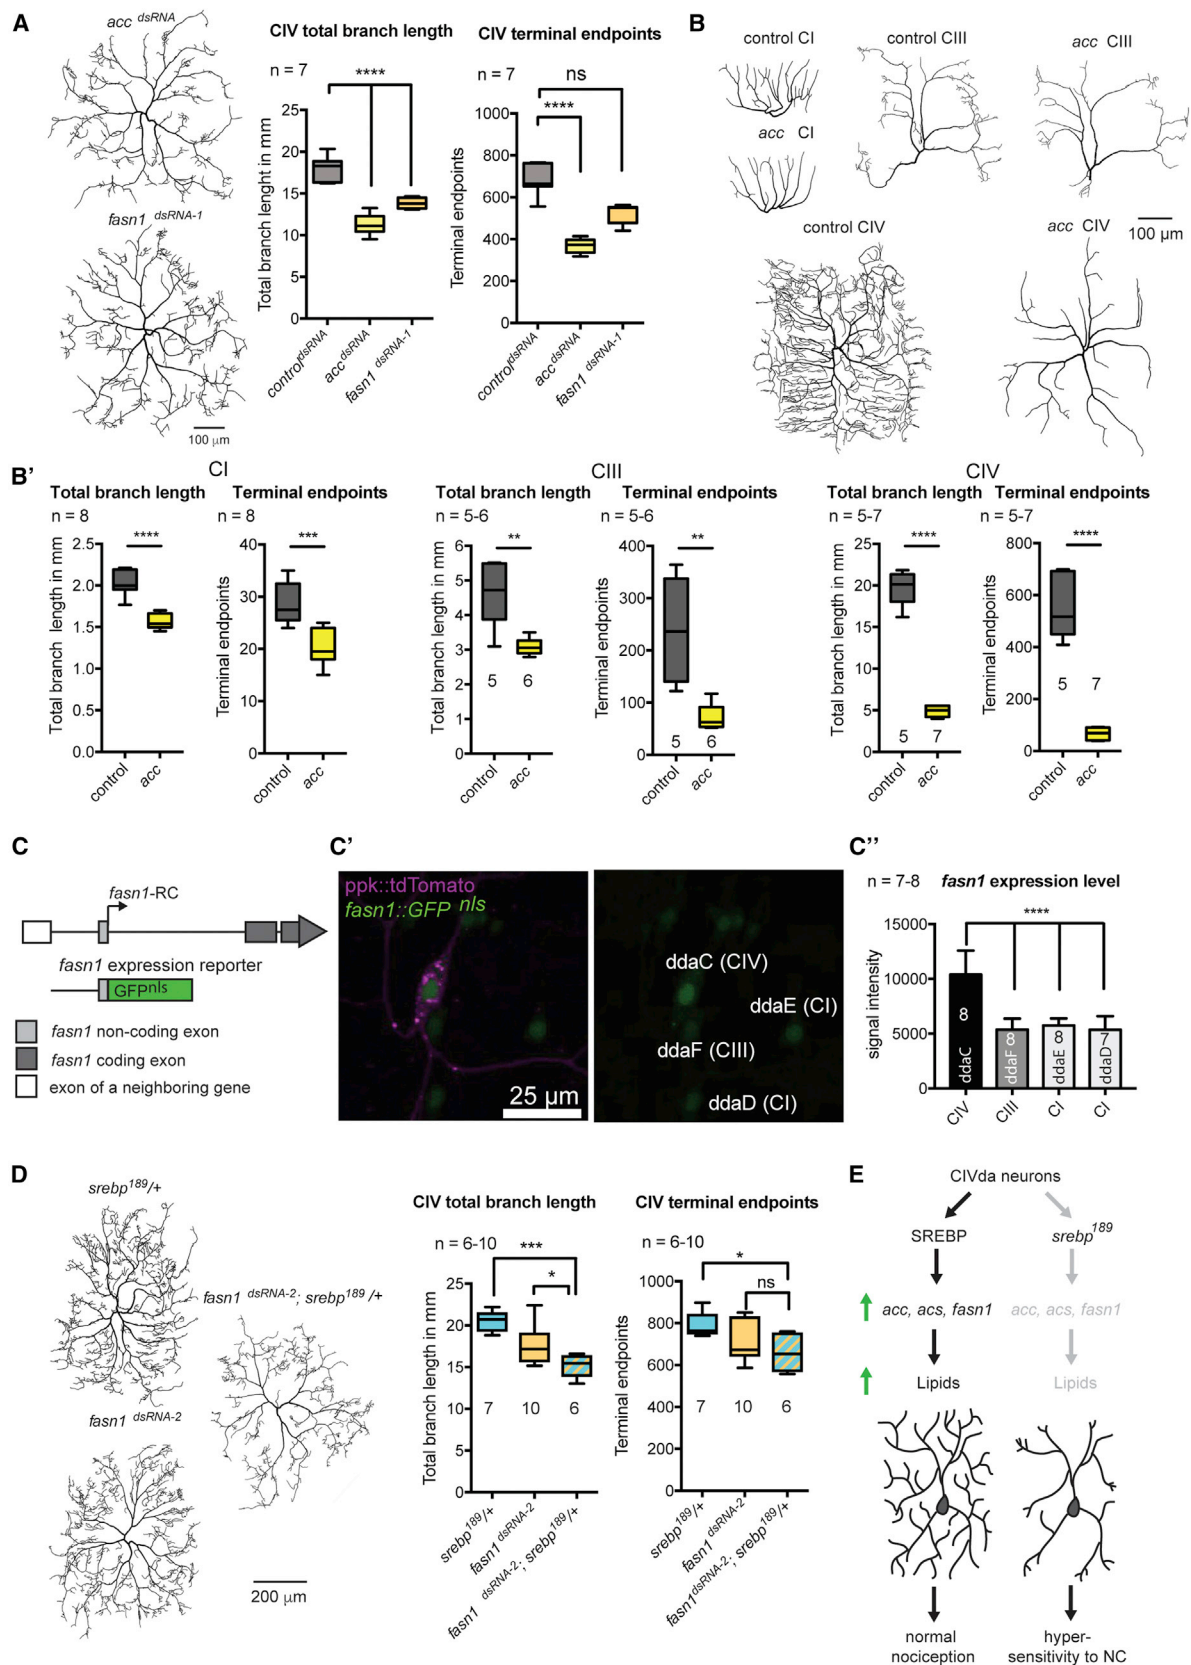 A
acc dsRNA
fasn1 dsRNA-1
100 μm
CIV total branch length
n = 7
****
Total branch lenght in mm
25
20
15
10
5
0
control dsRNA
acc dsRNA
fasn1 dsRNA-1
CIV terminal endpoints
n = 7
ns
****
Terminal endpoints
1000
800
600
400
200
0
control dsRNA
acc dsRNA
fasn1 dsRNA-1
B
control CI
control CIII
acc CIII
acc CI
control CIV
acc CIV
100 μm
B’
CI
Total branch length
n = 8
****
Total branch length in mm
2.5
2.0
1.5
1.0
0.5
0.0
control
acc
Terminal endpoints
n = 8
***
Terminal endpoints
40
30
20
10
0
control
acc
CIII
Total branch length
n = 5-6
**
Total branch length in mm
6
5
4
3
2
1
0
5
6
control
acc
Terminal endpoints
n = 5-6
**
Terminal endpoints
400
300
200
100
0
5
6
control
acc
CIV
Total branch length
n = 5-7
****
Total branch length in mm
25
20
15
10
5
0
5
7
control
acc
Terminal endpoints
n = 5-7
****
Terminal endpoints
800
600
400
200
0
5
7
control
acc
C
fasn1-RC
fasn1 expression reporter
GFPnls
fasn1 non-coding exon
fasn1 coding exon
exon of a neighboring gene
C’
ppk::tdTomato
fasn1::GFP nls
25 μm
ddaC (CIV)
ddaE (CI)
ddaF (CIII)
ddaD (CI)
C’’
n = 7-8
fasn1 expression level
****
signal intensity
15000
10000
5000
0
8
ddaC
8
ddaF
8
ddaE
7
ddaD
CIV
CIII
CI
CI
D
srebp189/+
fasn1 dsRNA-2; srebp189 /+
fasn1 dsRNA-2
200 μm
CIV total branch length
n = 6-10
***
*
Total branch length in mm
25
20
15
10
5
0
7
10
6
srebp189/+
fasn1 dsRNA-2
fasn1 dsRNA-2; srebp189/+
CIV terminal endpoints
n = 6-10
*
ns
Terminal endpoints
1000
800
600
400
200
0
7
10
6
srebp189/+
fasn1 dsRNA-2
fasn1dsRNA-2; srebp189/+
E
CIVda neurons
SREBP
srebp189
acc, acs, fasn1
acc, acs, fasn1
Lipids
Lipids
normal
nociception
hyper-
sensitivity to NC